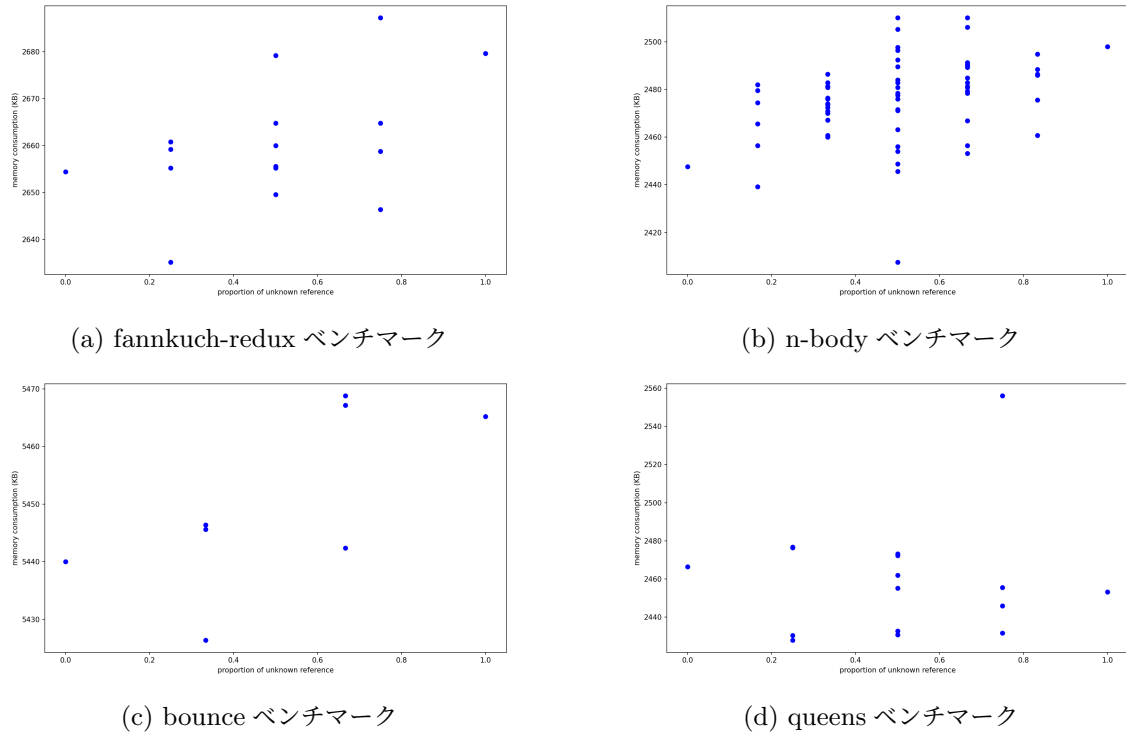 2680
2670
2660
2650
2640
0.0 0.2 0.4 0.6 0.8 1.0
memory consumption (KB)
proportion of unknown reference
(a) fannkuch-redux ベンチマーク
2500
2480
2460
2440
2420
0.0 0.2 0.4 0.6 0.8 1.0
memory consumption (KB)
proportion of unknown reference
(b) n-body ベンチマーク
5470
5460
5450
5440
5430
0.0 0.2 0.4 0.6 0.8 1.0
memory consumption (KB)
proportion of unknown reference
(c) bounce ベンチマーク
2560
2540
2520
2500
2480
2460
2440
0.0 0.2 0.4 0.6 0.8 1.0
memory consumption (KB)
proportion of unknown reference
(d) queens ベンチマーク